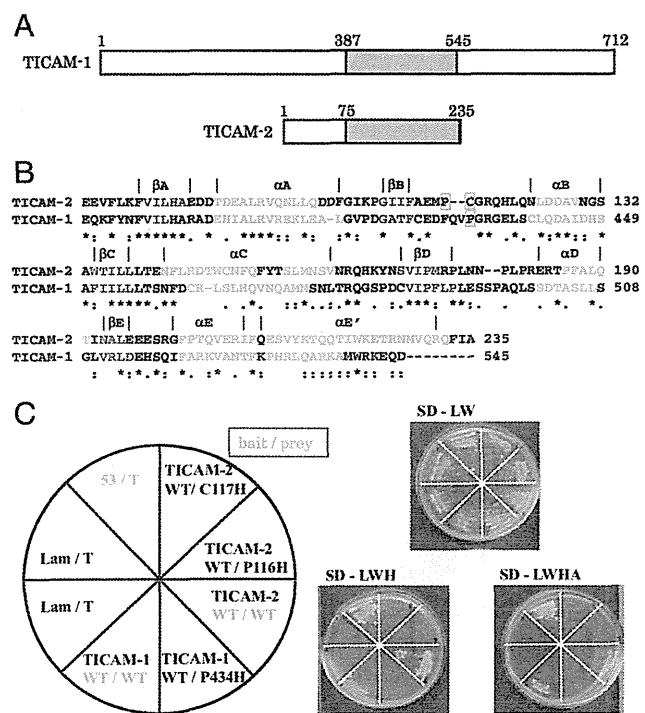 A
1 387 545 712
TICAM-1
1 75 235
TICAM-2
B
βA αA βB αB
TICAM-2 EEVFLKFVILHAEDDTDEALRVQNLLQDDFGIKPGIIFAEMP--CGRQHLQNLDDAVNGS 132
TICAM-1 EQKFYNFVILHARADEHIALRVREKLEALGVPDGATFCEDFQVPGRGELSCLQDAIDHS 449
βC αC βD αD
TICAM-2 AWTILLLTENFLRDTWCNFQFYTSLMNSVNRQHKYNSVIPMRPLNN--PLPRERTPFALQ 190
TICAM-1 AFIILLLTSNFDCR-LSLHQVNQAMMSNLTRQGSPDCVIPFLPLESSPAQLSSDTASLLS 508
βE αE αE′
TICAM-2 TINALEEESRGFPTQVERIFQESVYKTQQTIWKETRNMVQRQFIA 235
TICAM-1 GLVRLDEHSQIFARKVANTFKPHRLQARKAMWRKEQD-------- 545
C
bait / prey
SD - LW
53 / T
TICAM-2
WT/ C117H
Lam / T
TICAM-2
WT / P116H
Lam / T
TICAM-2
WT / WT
TICAM-1
WT / WT
TICAM-1
WT / P434H
SD - LWH
SD - LWHA